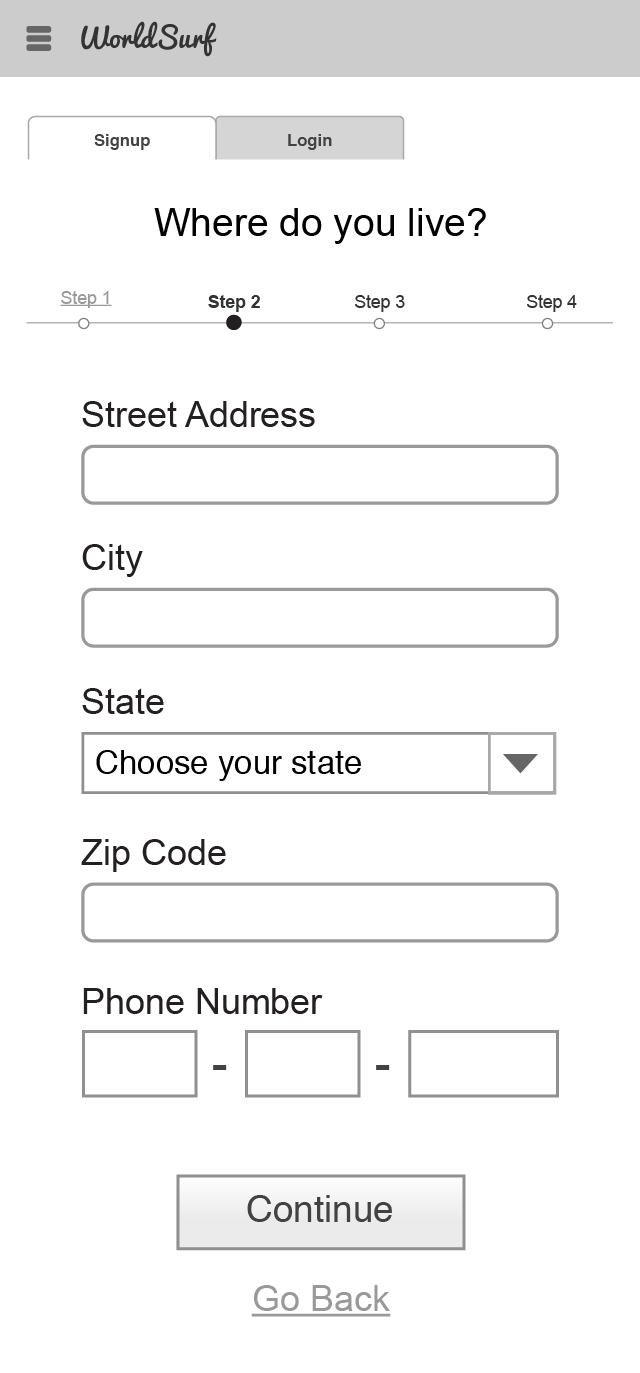 WorldSurf
Signup Login
Where do you live?
Step 1 Step 2 Step 3 Step 4
Street Address
City
State
Choose your state
Zip Code
Phone Number
- -
Continue
Go Back